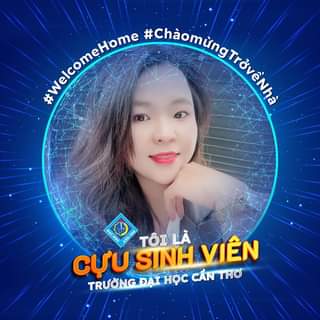 #WelcomeHome #ChàomừngTrởvềNhà
TÔI LÀ
CỰU SINH VIÊN
TRƯỜNG ĐẠI HỌC CẦN THƠ